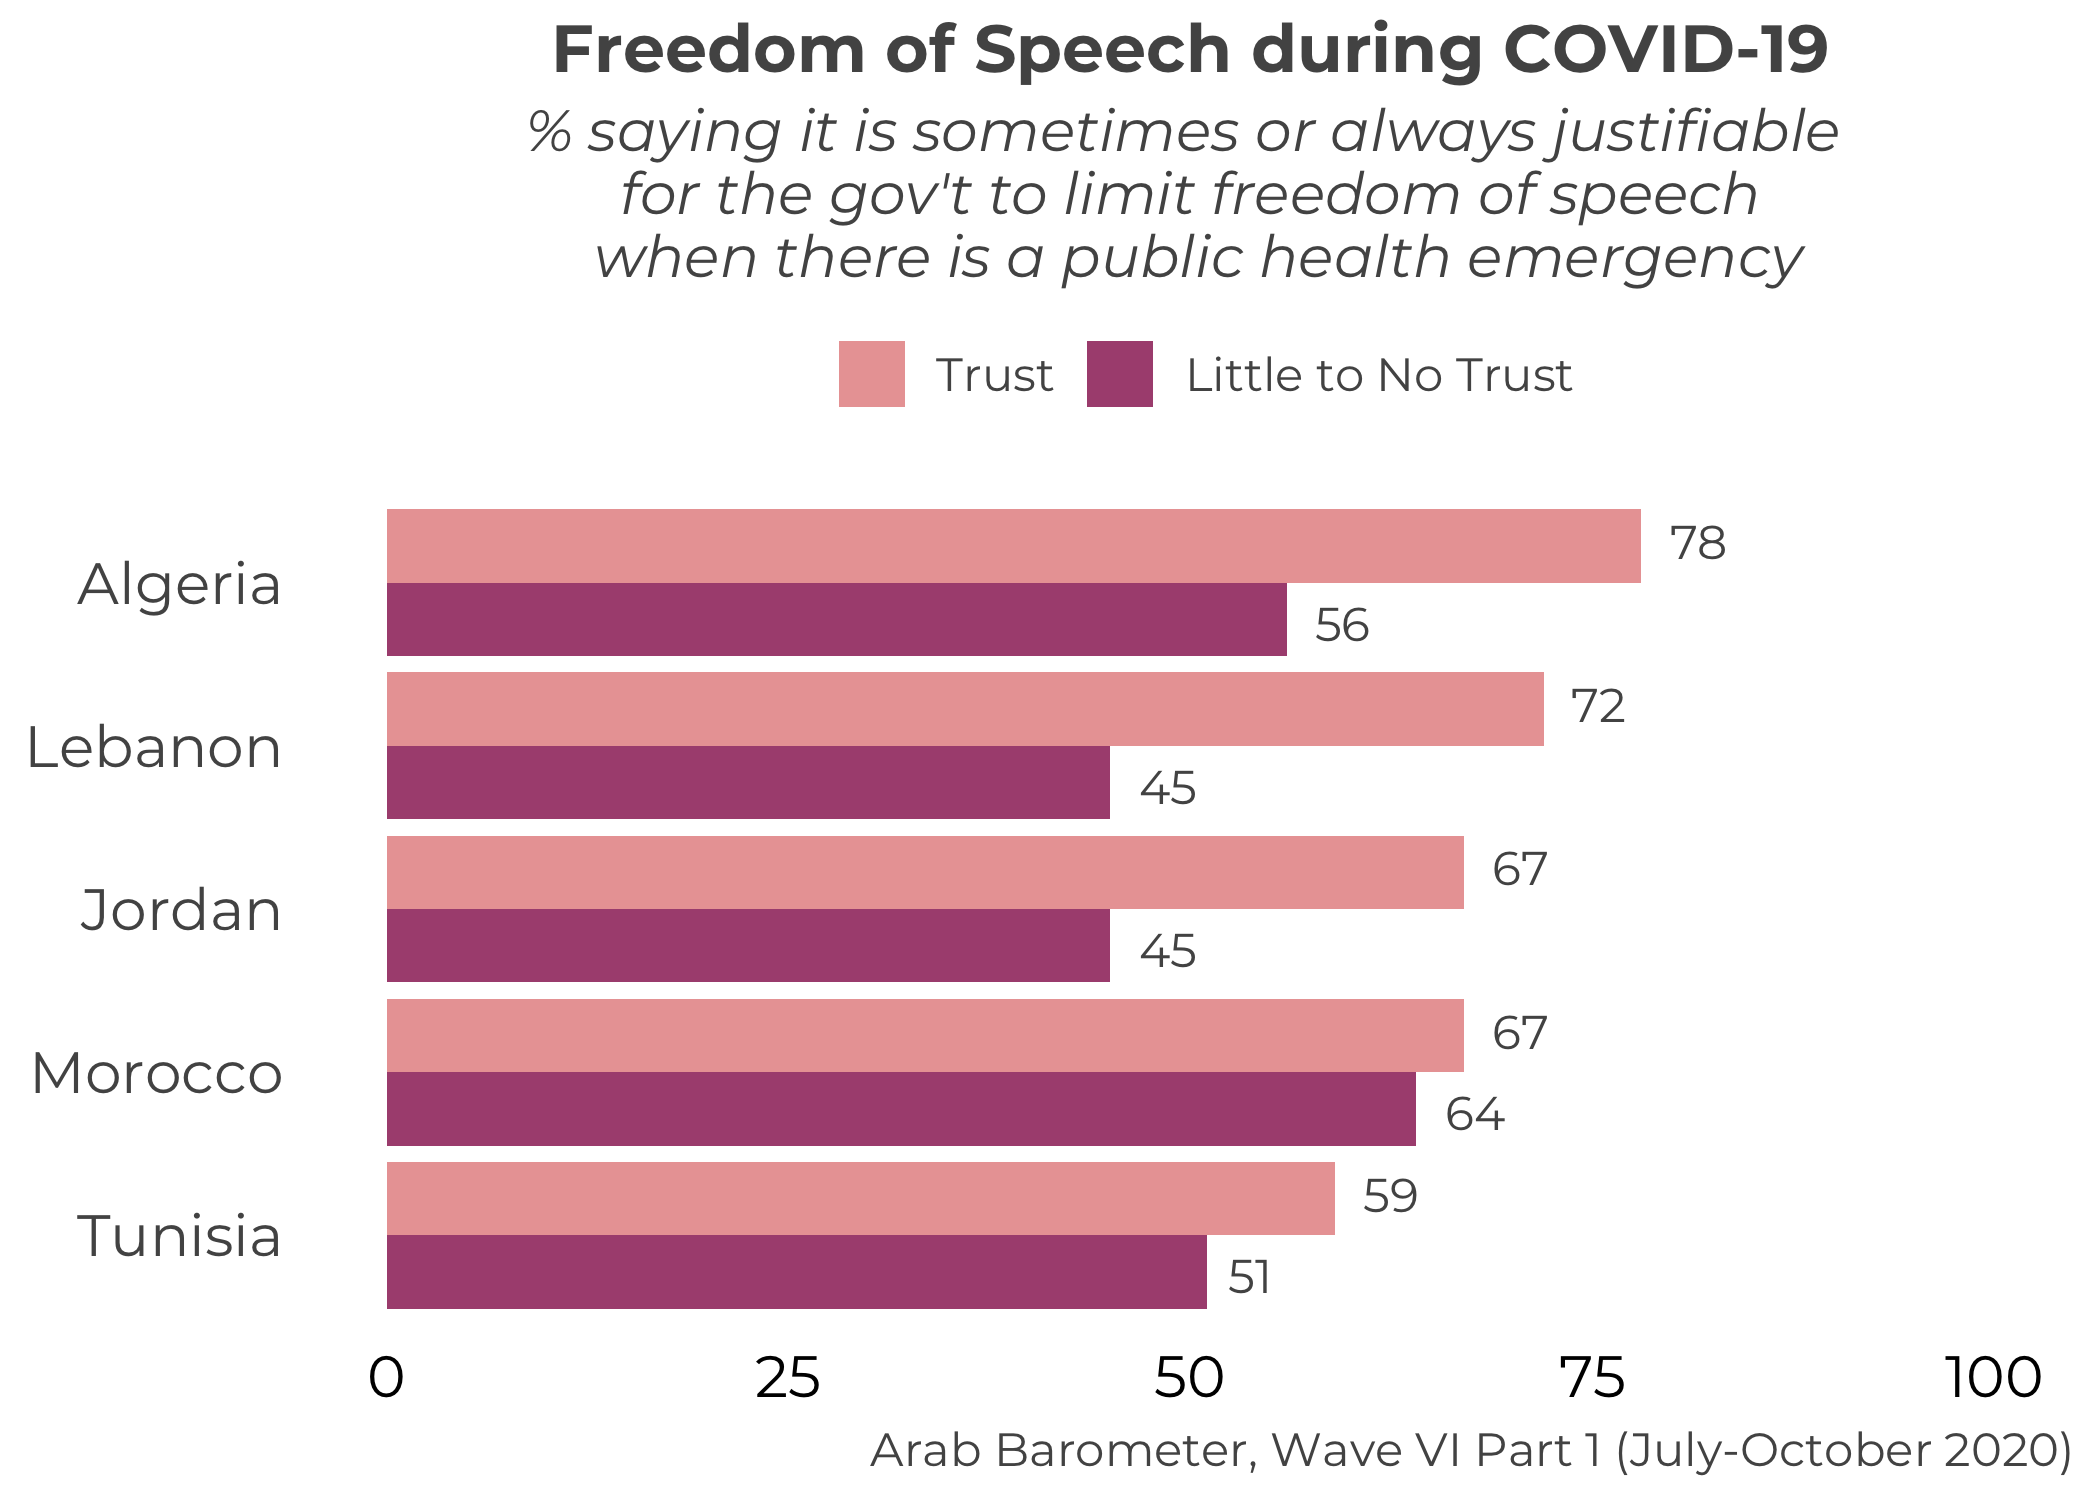 Freedom of Speech during COVID-19
% saying it is sometimes or always justifiable
for the gov't to limit freedom of speech
when there is a public health emergency
Trust Little to No Trust
Algeria
78
56
Lebanon
72
45
Jordan
67
45
Morocco
67
64
Tunisia
59
51
0 25 50 75 100
Arab Barometer, Wave VI Part 1 (July-October 2020)